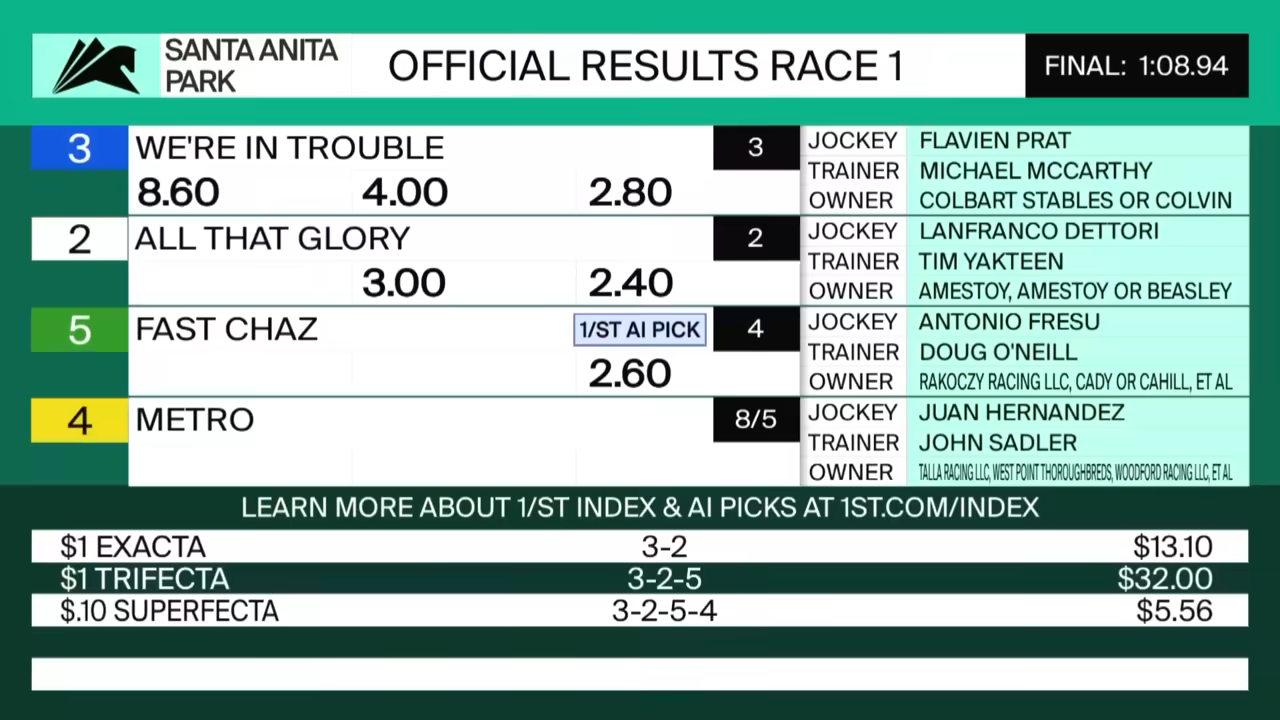 SANTA ANITA
PARK
OFFICIAL RESULTS RACE 1
FINAL: 1:08.94
3 WE'RE IN TROUBLE 3
8.60 4.00 2.80
JOCKEY FLAVIEN PRAT
TRAINER MICHAEL MCCARTHY
OWNER COLBART STABLES OR COLVIN
2 ALL THAT GLORY 2
3.00 2.40
JOCKEY LANFRANCO DETTORI
TRAINER TIM YAKTEEN
OWNER AMESTOY, AMESTOY OR BEASLEY
5 FAST CHAZ 1/ST AI PICK 4
2.60
JOCKEY ANTONIO FRESU
TRAINER DOUG O'NEILL
OWNER RAKOCZY RACING LLC, CADY OR CAHILL, ET AL
4 METRO 8/5
JOCKEY JUAN HERNANDEZ
TRAINER JOHN SADLER
OWNER TALLA RACING LLC, WEST POINT THOROUGHBREDS, WOODFORD RACING LLC, ET AL
LEARN MORE ABOUT 1/ST INDEX & AI PICKS AT 1ST.COM/INDEX
$1 EXACTA 3-2 $13.10
$1 TRIFECTA 3-2-5 $32.00
$.10 SUPERFECTA 3-2-5-4 $5.56